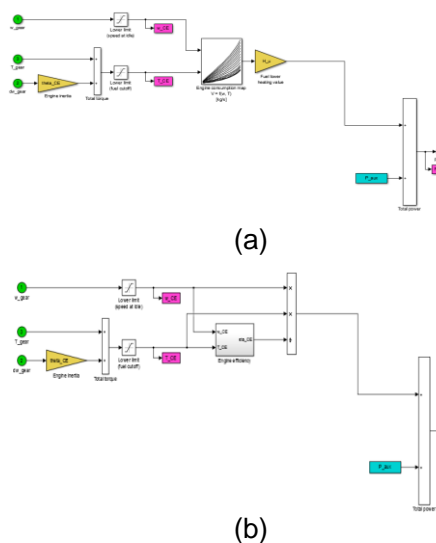 w_gear
Lower limit
(speed at idle)
w_CE
T_gear
dw_gear
theta_CE
Engine inertia
Total torque
Lower limit
(fuel cutoff)
T_CE
Engine consumption map
V = f(w, T)
[kg/s]
H_u
Fuel lower
heating value
P_aux
Total power
(a)
w_gear
Lower limit
(speed at idle)
w_CE
T_gear
dw_gear
theta_CE
Engine inertia
Total torque
Lower limit
(fuel cutoff)
T_CE
w_CE
T_CE
eta_CE
Engine efficiency
P_aux
Total power
(b)